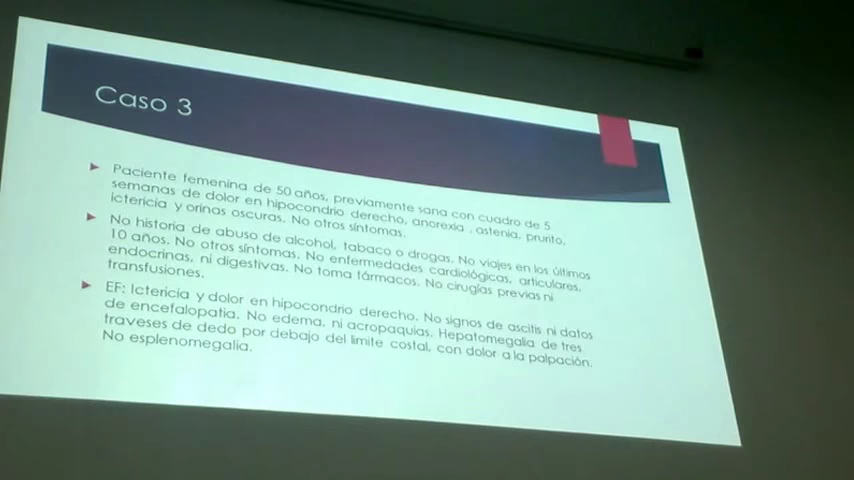 Caso 3
Paciente femenina de 50 años, previamente sana con cuadro de 5
semanas de dolor en hipocondrio derecho, anorexia , astenia, prurito,
ictericia y orinas oscuras. No otros síntomas.
No historia de abuso de alcohol, tabaco o drogas. No viajes en los últimos
10 años. No otros síntomas. No enfermedades cardiológicas, articulares,
endocrinas, ni digestivas. No toma fármacos. No cirugías previas ni
transfusiones.
EF: Ictericia y dolor en hipocondrio derecho. No signos de ascitis ni datos
de encefalopatia. No edema, ni acropaquias. Hepatomegalia de tres
traveses de dedo por debajo del limite costal, con dolor a la palpación.
No esplenomegalia.